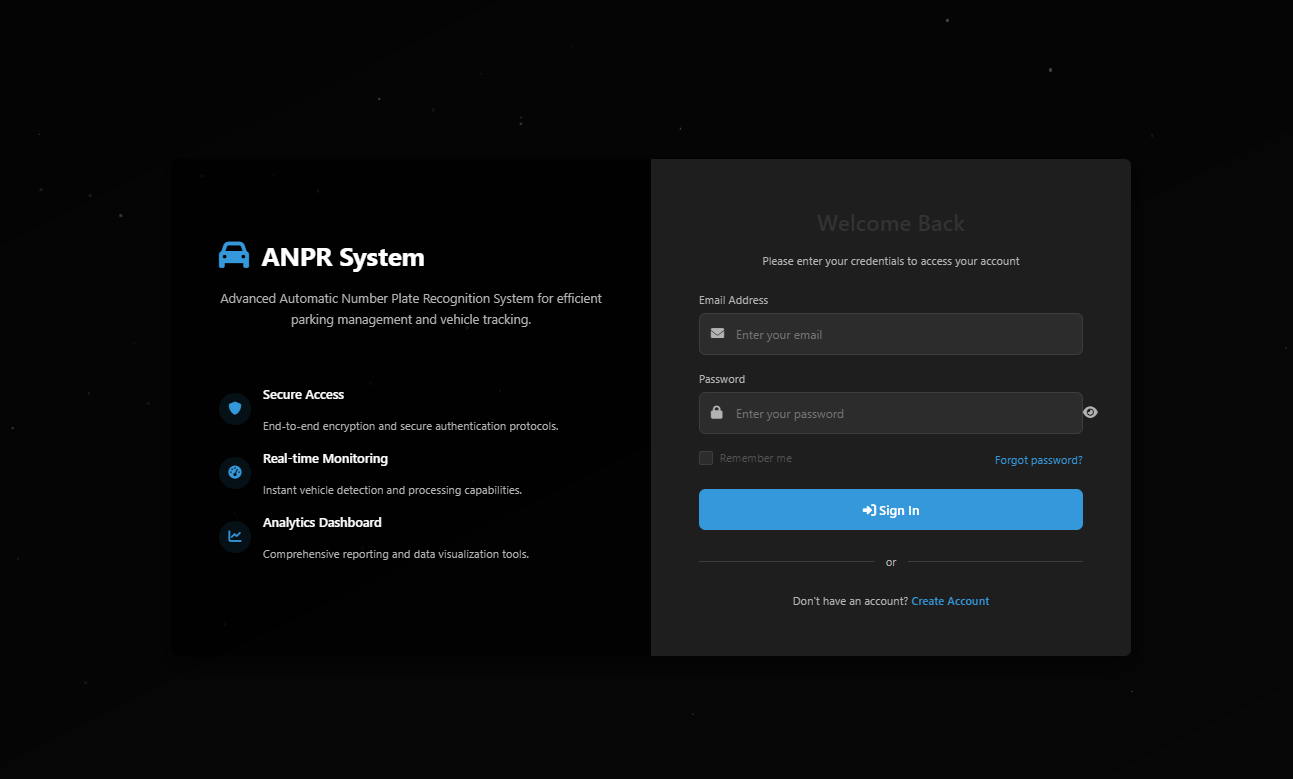 ANPR System
Advanced Automatic Number Plate Recognition System for efficient
parking management and vehicle tracking.
Secure Access
End-to-end encryption and secure authentication protocols.
Real-time Monitoring
Instant vehicle detection and processing capabilities.
Analytics Dashboard
Comprehensive reporting and data visualization tools.
Welcome Back
Please enter your credentials to access your account
Email Address
Enter your email
Password
Enter your password
Remember me
Forgot password?
Sign In
or
Don't have an account? Create Account